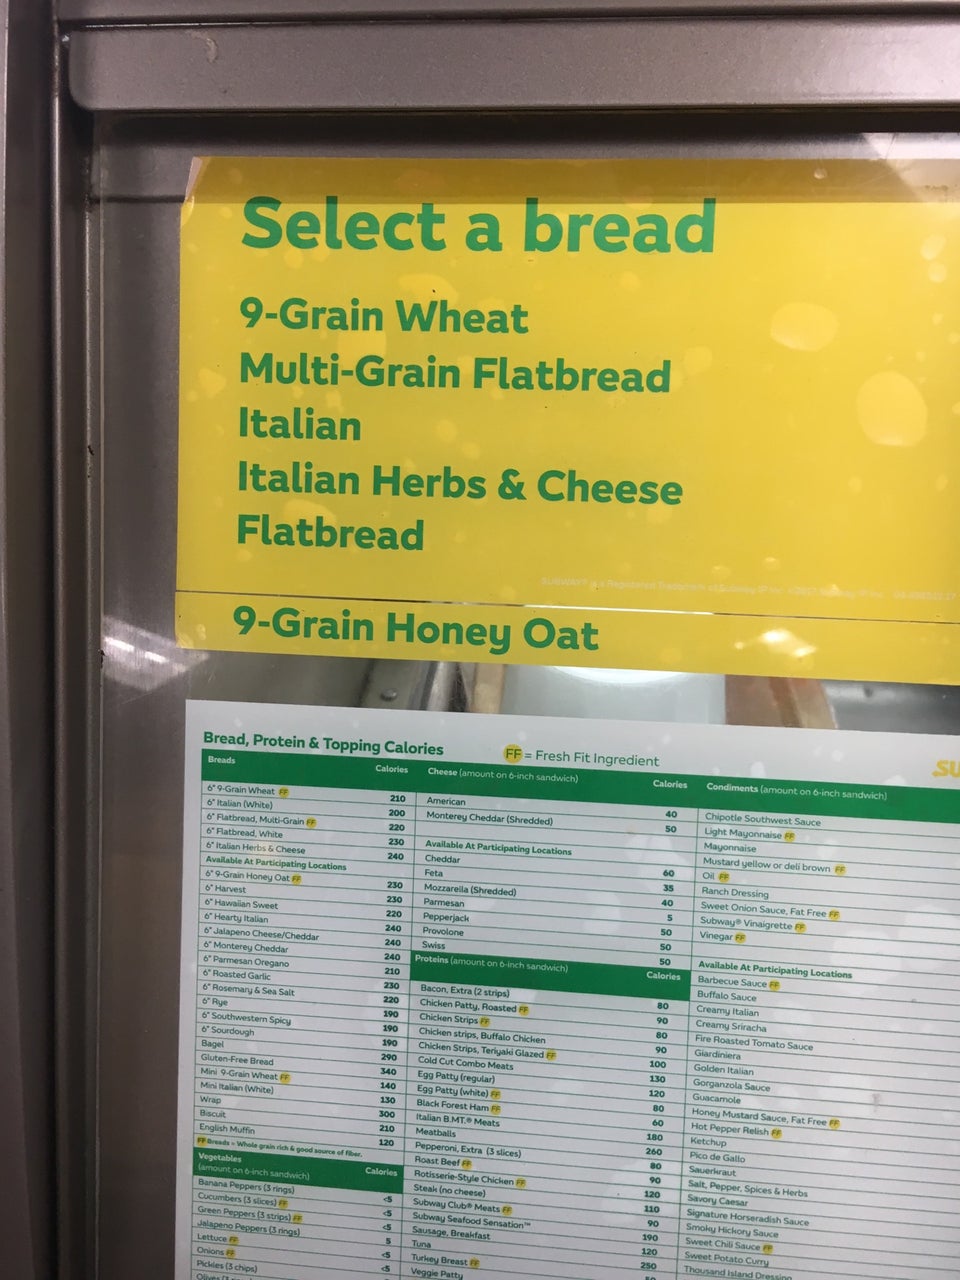 Select a bread
9-Grain Wheat
Multi-Grain Flatbread
Italian
Italian Herbs & Cheese
Flatbread
9-Grain Honey Oat
Bread, Protein & Topping Calories
FF = Fresh Fit Ingredient
SU
Breads Calories
6" 9-Grain Wheat FF 210
6" Italian (White) 200
6" Flatbread, Multi-Grain FF 220
6" Flatbread, White 230
6" Italian Herbs & Cheese 240
Available At Participating Locations
6" 9-Grain Honey Oat FF 230
6" Harvest 230
6" Hawaiian Sweet 220
6" Hearty Italian 240
6" Jalapeno Cheese/Cheddar 240
6" Monterey Cheddar 240
6" Parmesan Oregano 210
6" Roasted Garlic 230
6" Rosemary & Sea Salt 220
6" Rye 190
6" Southwestern Spicy 190
6" Sourdough 190
Bagel 290
Gluten-Free Bread 340
Mini 9-Grain Wheat FF 140
Mini Italian (White) 130
Wrap 300
Biscuit 210
English Muffin 120
FF Breads = Whole grain rich & good source of fiber.
Vegetables
(amount on 6-inch sandwich) Calories
Banana Peppers (3 rings) <5
Cucumbers (3 slices) FF <5
Green Peppers (3 strips) FF
Jalapeno Peppers (3 rings)
Lettuce FF
Onions FF
Pickles (3 chips)
Cheese (amount on 6-inch sandwich) Calories
American 40
Monterey Cheddar (Shredded) 50
Available At Participating Locations
Cheddar 60
Feta 35
Mozzarella (Shredded) 40
Parmesan 5
Pepperjack 50
Provolone 50
Swiss 50
Proteins (amount on 6-inch sandwich) Calories
Bacon, Extra (2 strips) 80
Chicken Patty, Roasted FF 90
Chicken Strips FF 80
Chicken strips, Buffalo Chicken 90
Chicken Strips, Teriyaki Glazed FF 100
Cold Cut Combo Meats 130
Egg Patty (regular) 120
Egg Patty (white) FF 80
Black Forest Ham FF 60
Italian B.M.T.® Meats 180
Meatballs 260
Pepperoni, Extra (3 slices) 80
Roast Beef FF 90
Rotisserie-Style Chicken FF 120
Steak (no cheese) 110
Subway Club® Meats FF 90
Subway Seafood Sensation™ 190
Sausage, Breakfast 120
Tuna 250
Turkey Breast FF
Veggie Patty
Condiments (amount on 6-inch sandwich)
Chipotle Southwest Sauce
Light Mayonnaise FF
Mayonnaise
Mustard yellow or deli brown FF
Oil FF
Ranch Dressing
Sweet Onion Sauce, Fat Free FF
Subway® Vinaigrette FF
Vinegar FF
Available At Participating Locations
Barbecue Sauce FF
Buffalo Sauce
Creamy Italian
Creamy Sriracha
Fire Roasted Tomato Sauce
Giardiniera
Golden Italian
Gorganzola Sauce
Guacamole
Honey Mustard Sauce, Fat Free FF
Hot Pepper Relish FF
Ketchup
Pico de Gallo
Sauerkraut
Salt, Pepper, Spices & Herbs
Savory Caesar
Signature Horseradish Sauce
Smoky Hickory Sauce
Sweet Chili Sauce FF
Sweet Potato Curry
Thousand Island Dressing